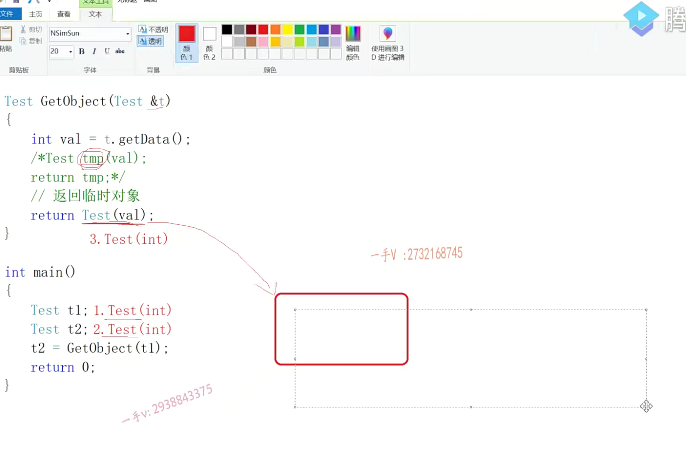 文件 主页 查看 文本
文本工具
粘贴 剪切
复制
NSimSun
20 B I U abc
不透明
透明
颜色 1 颜色 2
编辑颜色
使用画图 3D 进行编辑
剪贴板 字体 背景 颜色
腾
Test GetObject(Test &t)
{
int val = t.getData();
/*Test tmp(val);
return tmp;*/
// 返回临时对象
return Test(val);
}
3.Test(int)
一手V :2732168745
int main()
{
Test t1; 1.Test(int)
Test t2; 2.Test(int)
t2 = GetObject(t1);
return 0;
}
一手v: 2938843375